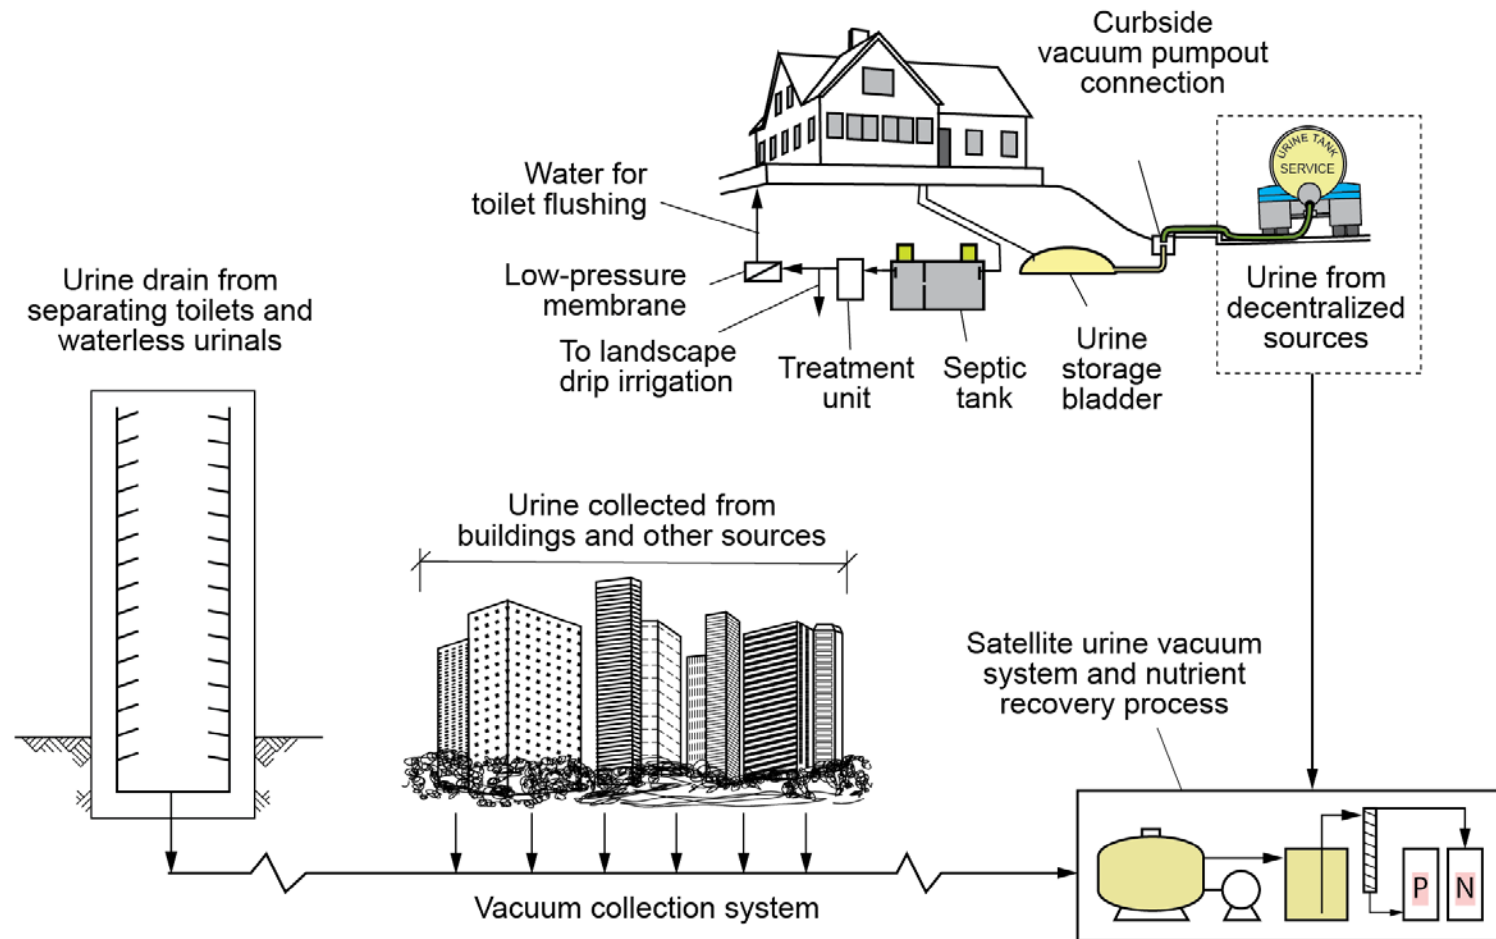 Curbside
vacuum pumpout
connection
URINE TANK
SERVICE
Water for
toilet flushing
Low-pressure
membrane
To landscape
drip irrigation
Treatment
unit
Septic
tank
Urine
storage
bladder
Urine from
decentralized
sources
Urine drain from
separating toilets and
waterless urinals
Urine collected from
buildings and other sources
Satellite urine vacuum
system and nutrient
recovery process
P
N
Vacuum collection system